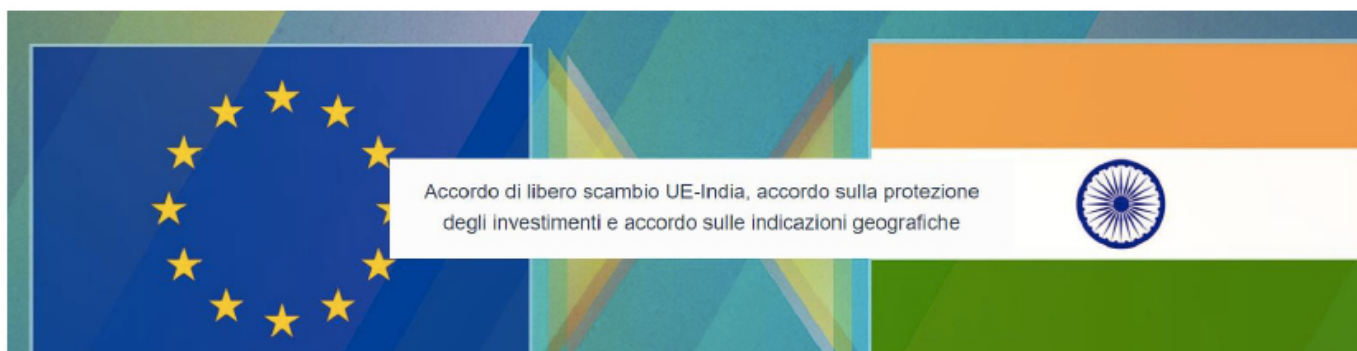 Accordo di libero scambio UE-India, accordo sulla protezione
degli investimenti e accordo sulle indicazioni geografiche